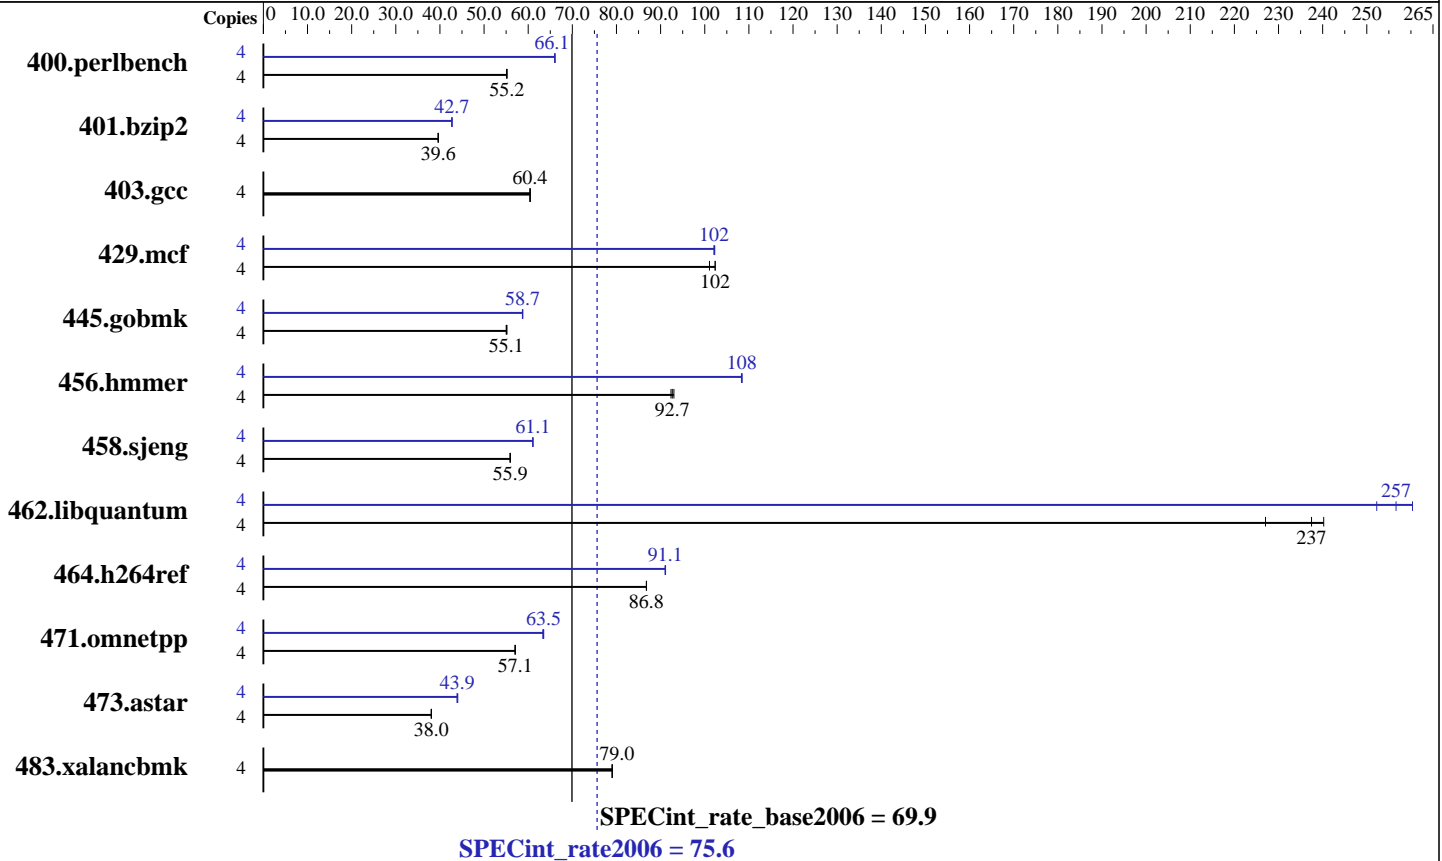 Copies 0 10.0 20.0 30.0 40.0 50.0 60.0 70.0 80.0 90.0 100 110 120 130 140 150 160 170 180 190 200 210 220 230 240 250 265
400.perlbench 4 66.1
4 55.2
401.bzip2 4 42.7
4 39.6
403.gcc 4 60.4
429.mcf 4 102
4 102
445.gobmk 4 58.7
4 55.1
456.hmmer 4 108
4 92.7
458.sjeng 4 61.1
4 55.9
462.libquantum 4 257
4 237
464.h264ref 4 91.1
4 86.8
471.omnetpp 4 63.5
4 57.1
473.astar 4 43.9
4 38.0
483.xalancbmk 4 79.0
SPECint_rate_base2006 = 69.9
SPECint_rate2006 = 75.6